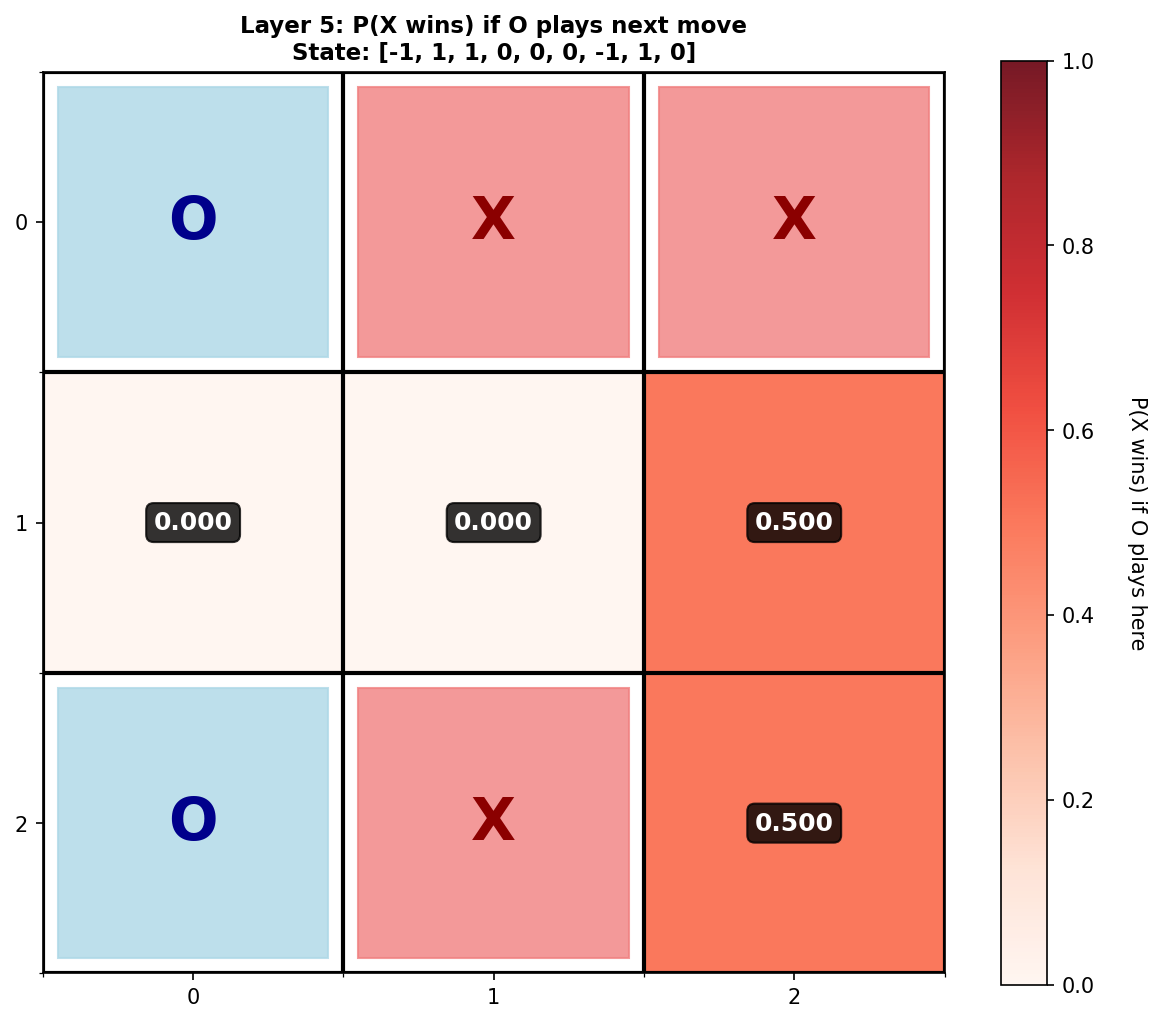 Layer 5: P(X wins) if O plays next move
State: [-1, 1, 1, 0, 0, 0, -1, 1, 0]
0
O
X
X
1
0.000
0.000
0.500
2
O
X
0.500
0
1
2
1.0
0.8
0.6
0.4
0.2
0.0
P(X wins) if O plays here